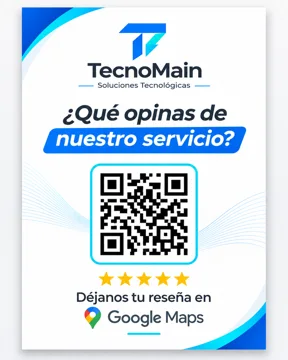 TecnoMain
Soluciones Tecnológicas
¿Qué opinas de
nuestro servicio?
Déjanos tu reseña en
Google Maps